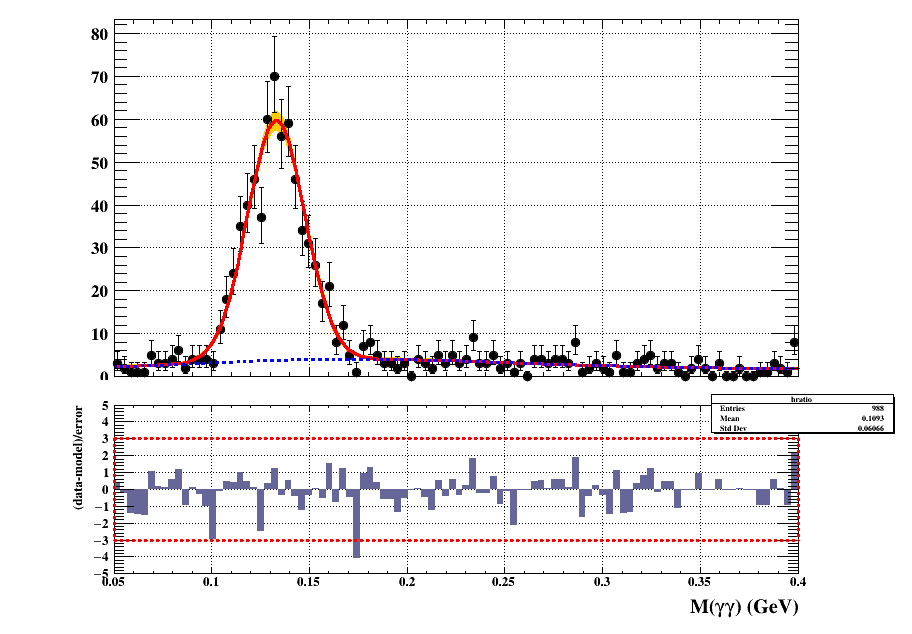 80
70
60
50
40
30
20
10
0
hratio
Entries 988
Mean 0.1093
Std Dev 0.06066
(data-model)/error
5
4
3
2
1
0
−1
−2
−3
−4
−5
0.05 0.1 0.15 0.2 0.25 0.3 0.35 0.4
M(γγ) (GeV)